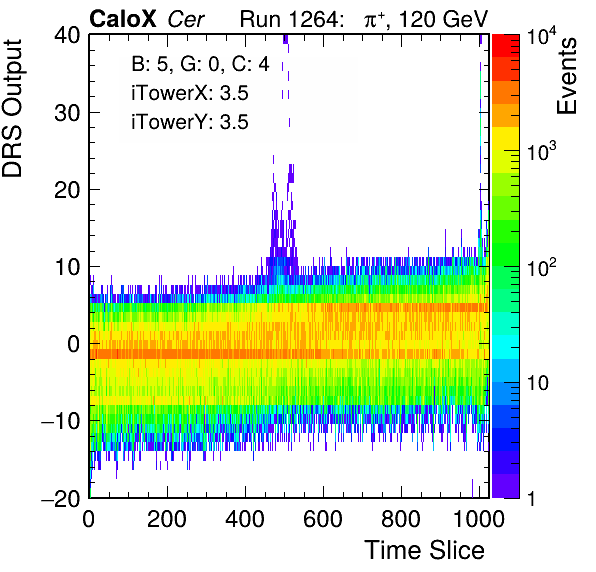 CaloX Cer Run 1264: π⁺, 120 GeV
B: 5, G: 0, C: 4
iTowerX: 3.5
iTowerY: 3.5
DRS Output
40
30
20
10
0
−10
−20
0 200 400 600 800 1000
Time Slice
Events
10⁴
10³
10²
10
1